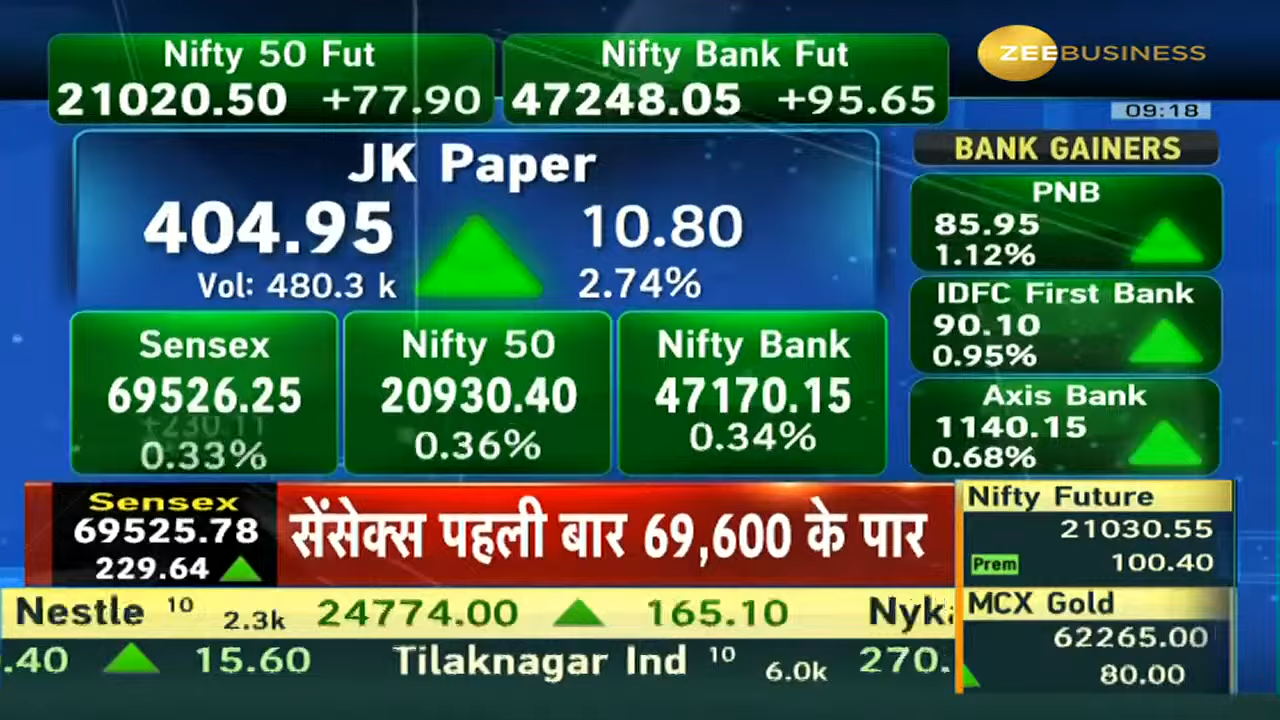 Nifty 50 Fut
21020.50 +77.90
Nifty Bank Fut
47248.05 +95.65
ZEEBUSINESS
09:18
JK Paper
404.95 10.80
Vol: 480.3 k 2.74%
BANK GAINERS
PNB
85.95
1.12%
IDFC First Bank
90.10
0.95%
Axis Bank
1140.15
0.68%
Sensex
69526.25
+230.11
0.33%
Nifty 50
20930.40
0.36%
Nifty Bank
47170.15
0.34%
Sensex
69525.78
229.64
सेंसेक्स पहली बार 69,600 के पार
Nifty Future
21030.55
Prem 100.40
MCX Gold
62265.00
80.00
Nestle 10 2.3k 24774.00 165.10 Nyk
.40 15.60 Tilaknagar Ind 10 6.0k 270.